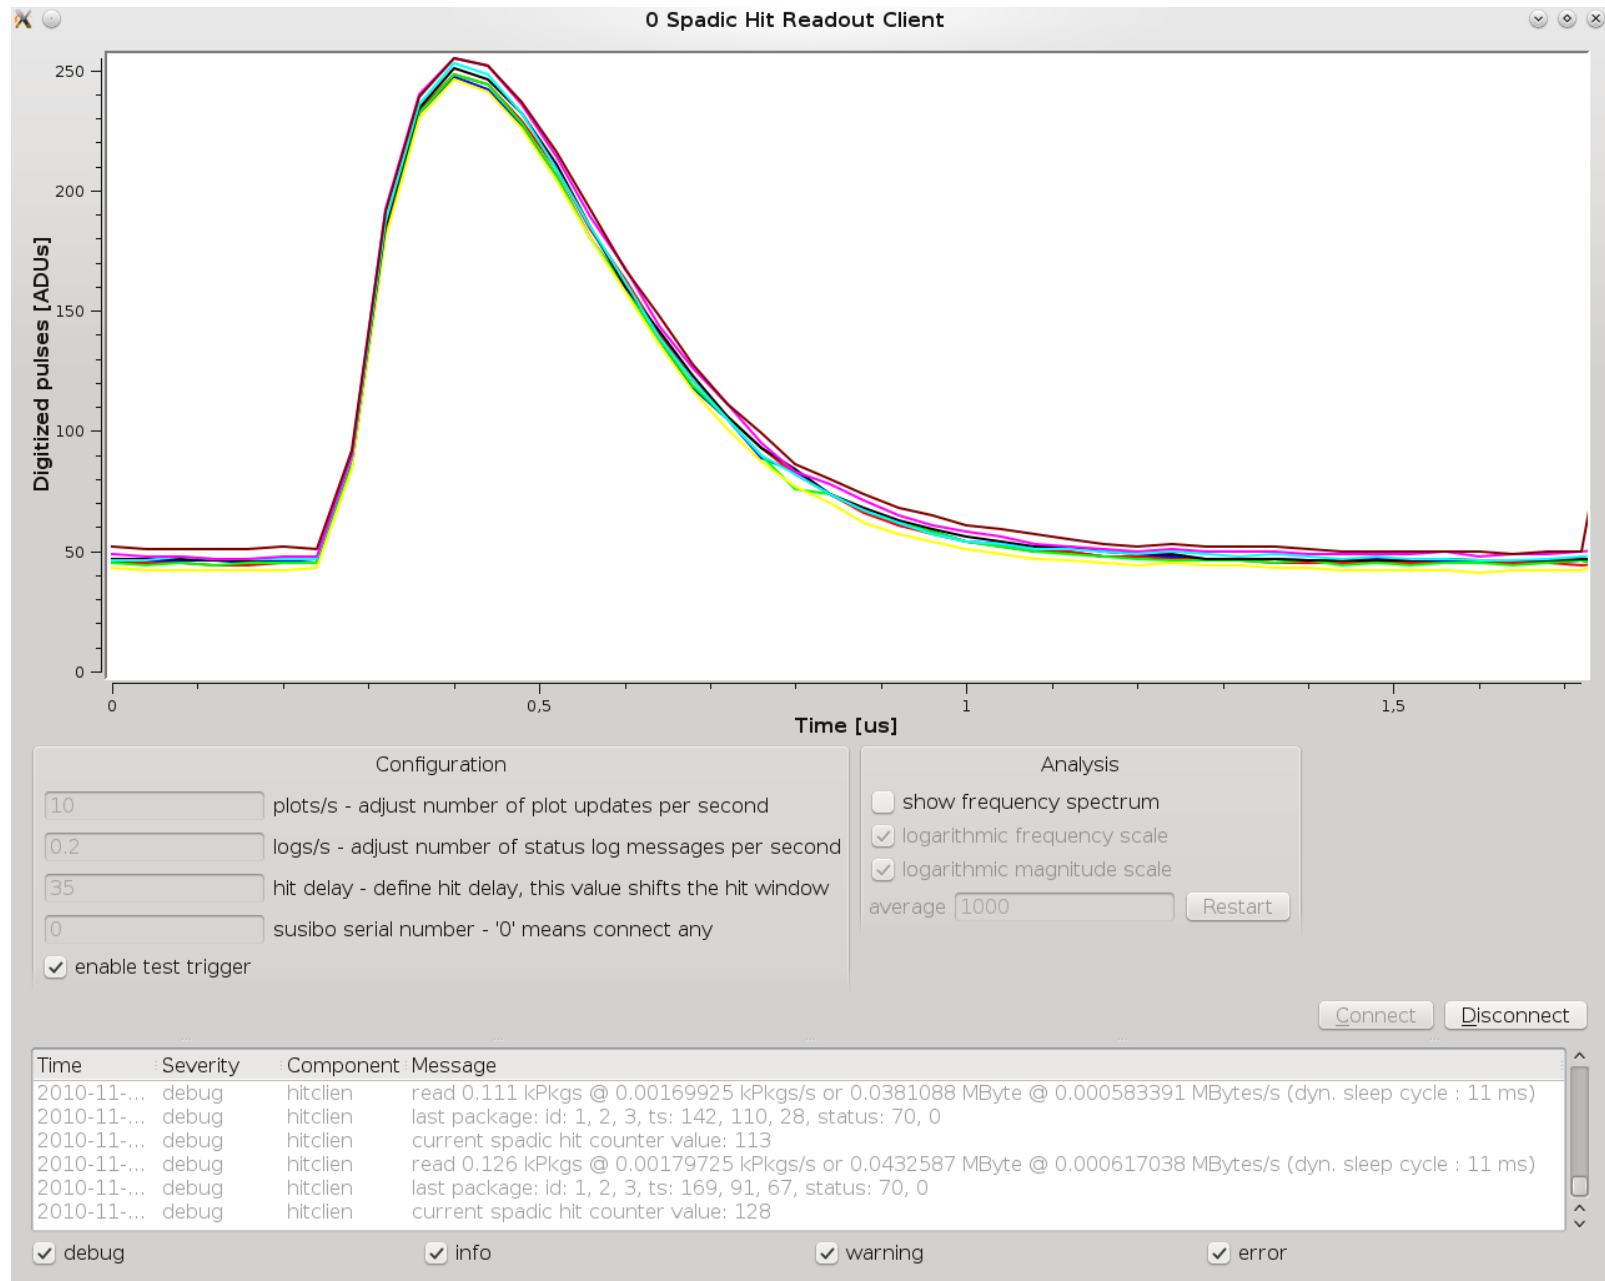 0 Spadic Hit Readout Client
250
200
150
100
50
0
Digitized pulses [ADUs]
0 0,5 1 1,5
Time [us]
Configuration
10 plots/s - adjust number of plot updates per second
0.2 logs/s - adjust number of status log messages per second
35 hit delay - define hit delay, this value shifts the hit window
0 susibo serial number - '0' means connect any
enable test trigger
Analysis
show frequency spectrum
logarithmic frequency scale
logarithmic magnitude scale
average 1000 Restart
Connect Disconnect
Time Severity Component Message
2010-11-... debug hitclien read 0.111 kPkgs @ 0.00169925 kPkgs/s or 0.0381088 MByte @ 0.000583391 MBytes/s (dyn. sleep cycle : 11 ms)
2010-11-... debug hitclien last package: id: 1, 2, 3, ts: 142, 110, 28, status: 70, 0
2010-11-... debug hitclien current spadic hit counter value: 113
2010-11-... debug hitclien read 0.126 kPkgs @ 0.00179725 kPkgs/s or 0.0432587 MByte @ 0.000617038 MBytes/s (dyn. sleep cycle : 11 ms)
2010-11-... debug hitclien last package: id: 1, 2, 3, ts: 169, 91, 67, status: 70, 0
2010-11-... debug hitclien current spadic hit counter value: 128
debug info warning error